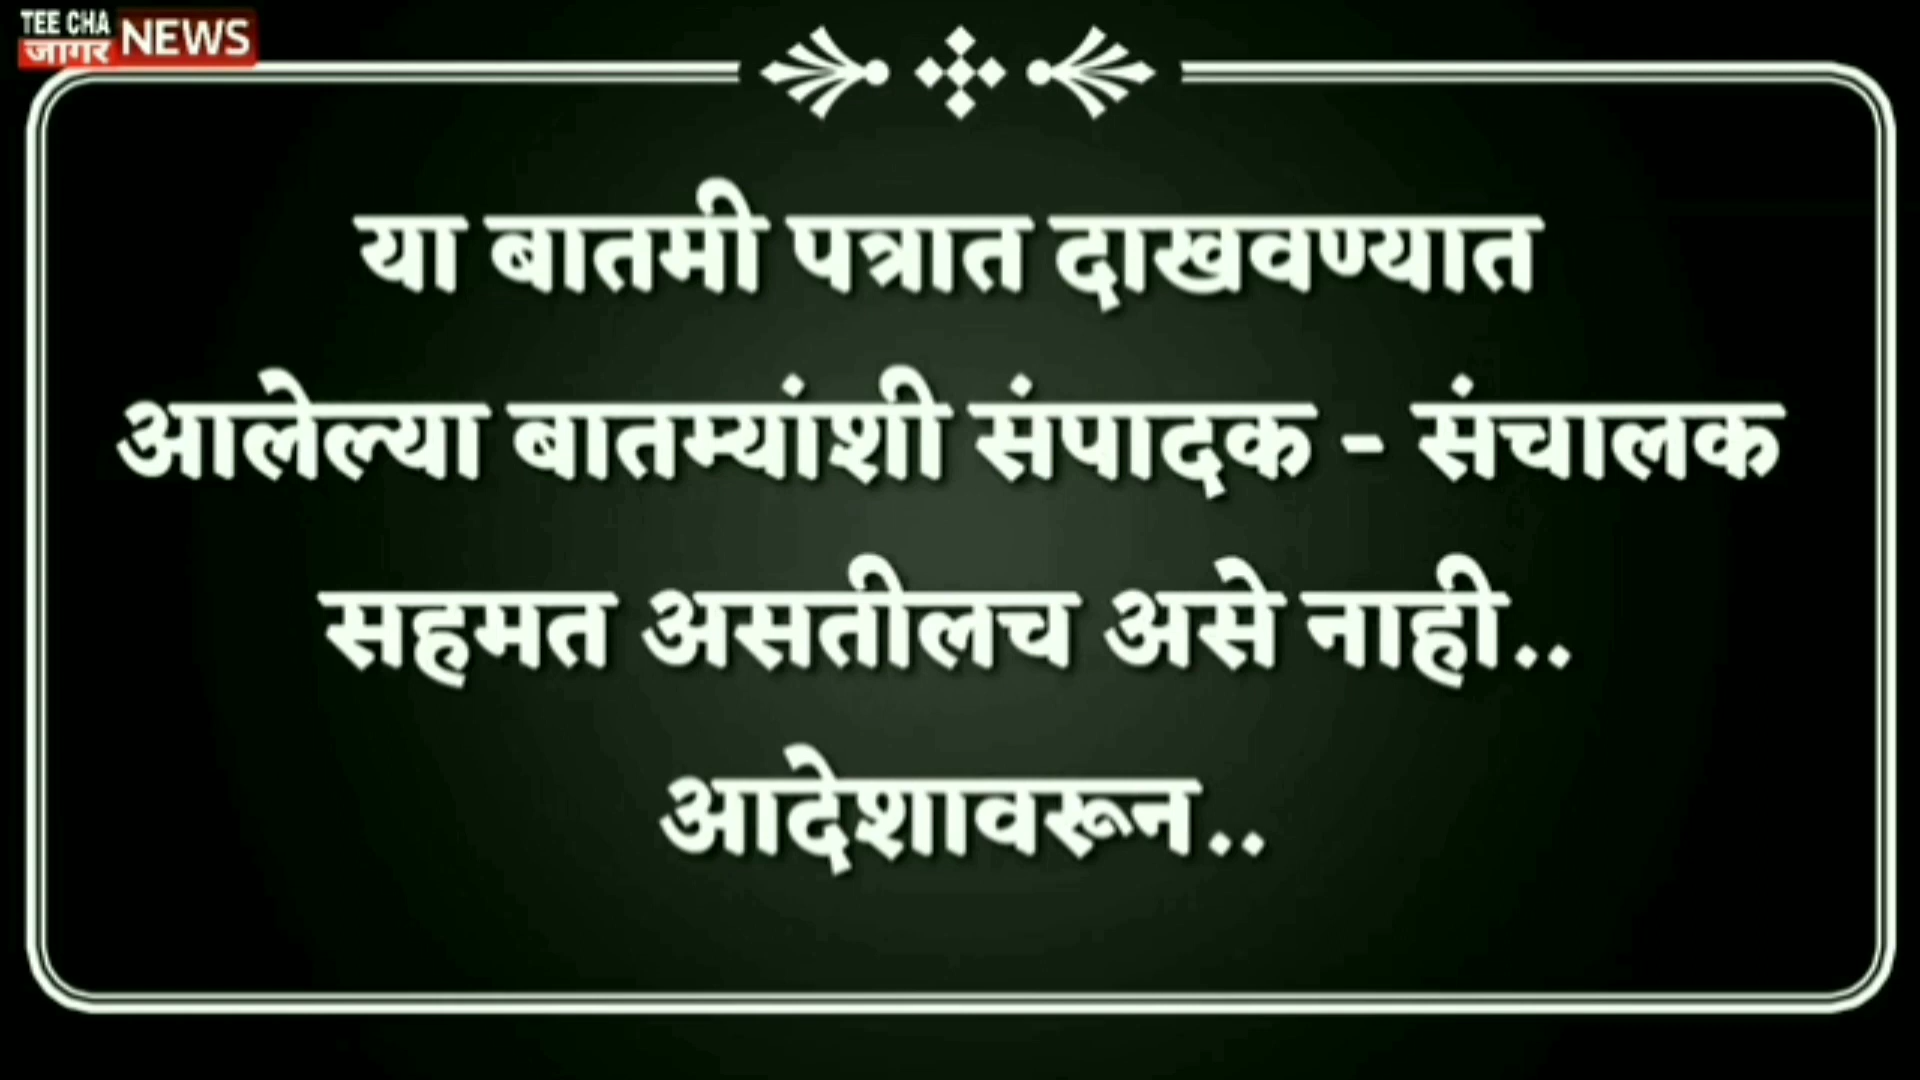 TEE CHA
जागर NEWS
या बातमी पत्रात दाखवण्यात
आलेल्या बातम्यांशी संपादक - संचालक
सहमत असतीलच असे नाही..
आदेशावरून..